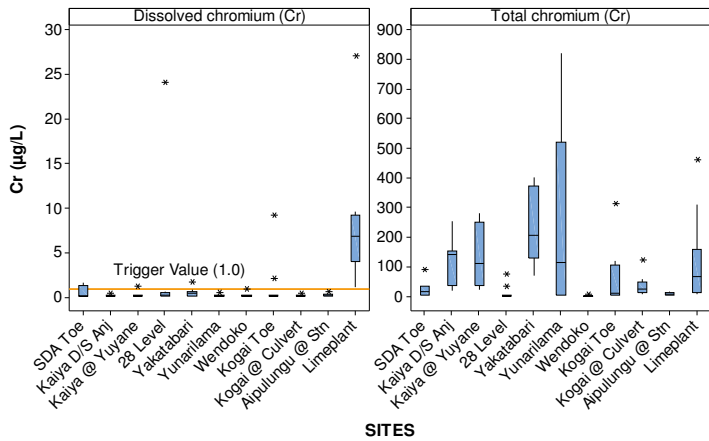 Dissolved chromium (Cr)
Total chromium (Cr)
Cr (µg/L)
30
25
20
15
10
5
0
Trigger Value (1.0)
900
800
700
600
500
400
300
200
100
0
SDA Toe
Kaiya D/S Anj
Kaiya @ Yuyane
28 Level
Yakatabari
Yunarilama
Wendoko
Kogai Toe
Kogai @ Culvert
Aipulungu @ Stn
Limeplant
SDA Toe
Kaiya D/S Anj
Kaiya @ Yuyane
28 Level
Yakatabari
Yunarilama
Wendoko
Kogai Toe
Kogai @ Culvert
Aipulungu @ Stn
Limeplant
SITES